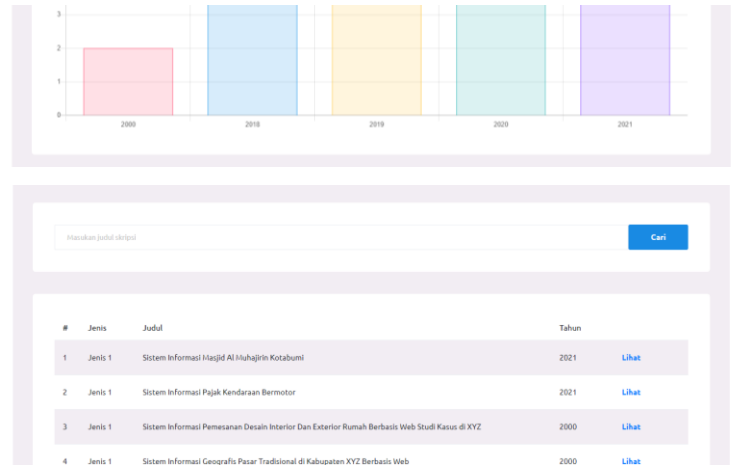 3
2
1
0
2000 2018 2019 2020 2021
Masukan judul skripsi Cari
# Jenis Judul Tahun
1 Jenis 1 Sistem Informasi Masjid Al Muhajirin Kotabumi 2021 Lihat
2 Jenis 1 Sistem Informasi Pajak Kendaraan Bermotor 2021 Lihat
3 Jenis 1 Sistem Informasi Pemesanan Desain Interior Dan Exterior Rumah Berbasis Web Studi Kasus di XYZ 2000 Lihat
4 Jenis 1 Sistem Informasi Geografis Pasar Tradisional di Kabupaten XYZ Berbasis Web 2000 Lihat